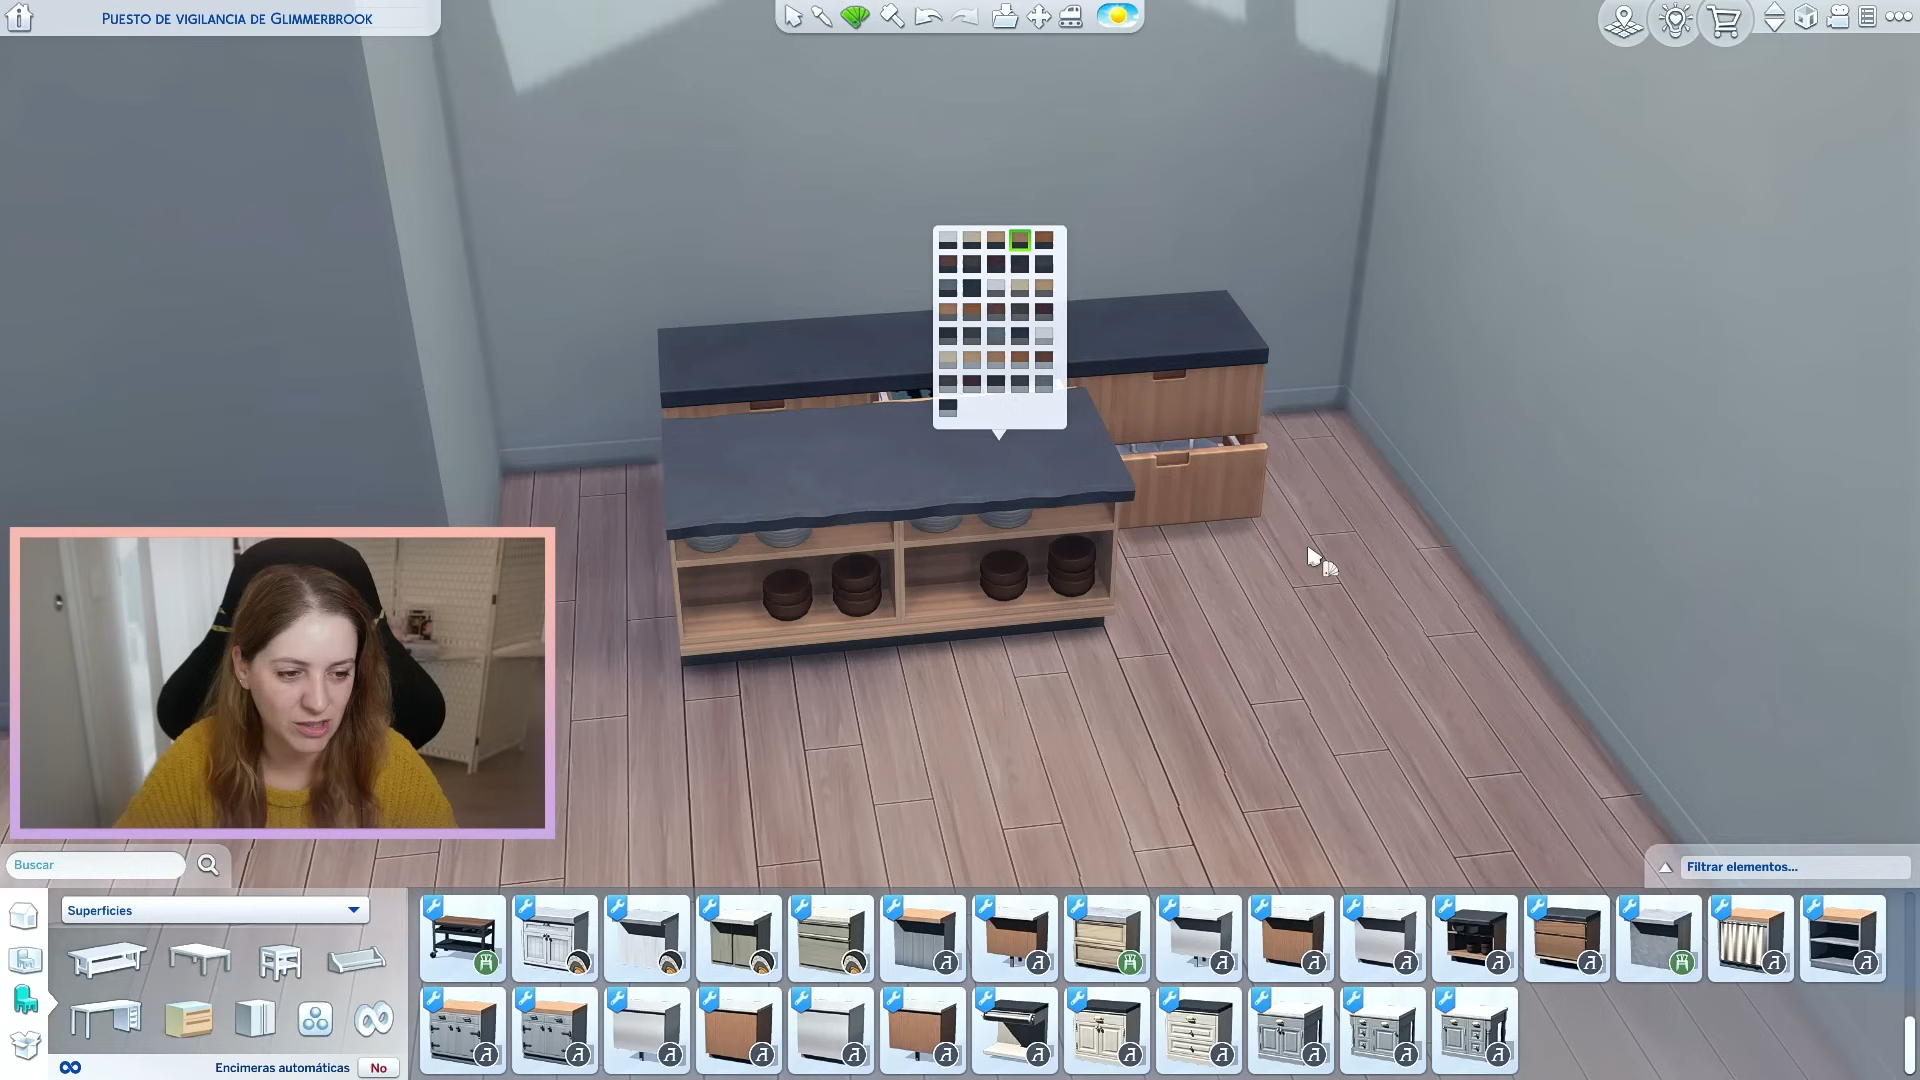 Puesto de vigilancia de Glimmerbrook
Buscar
Filtrar elementos...
Superficies
Encimeras automáticas
No